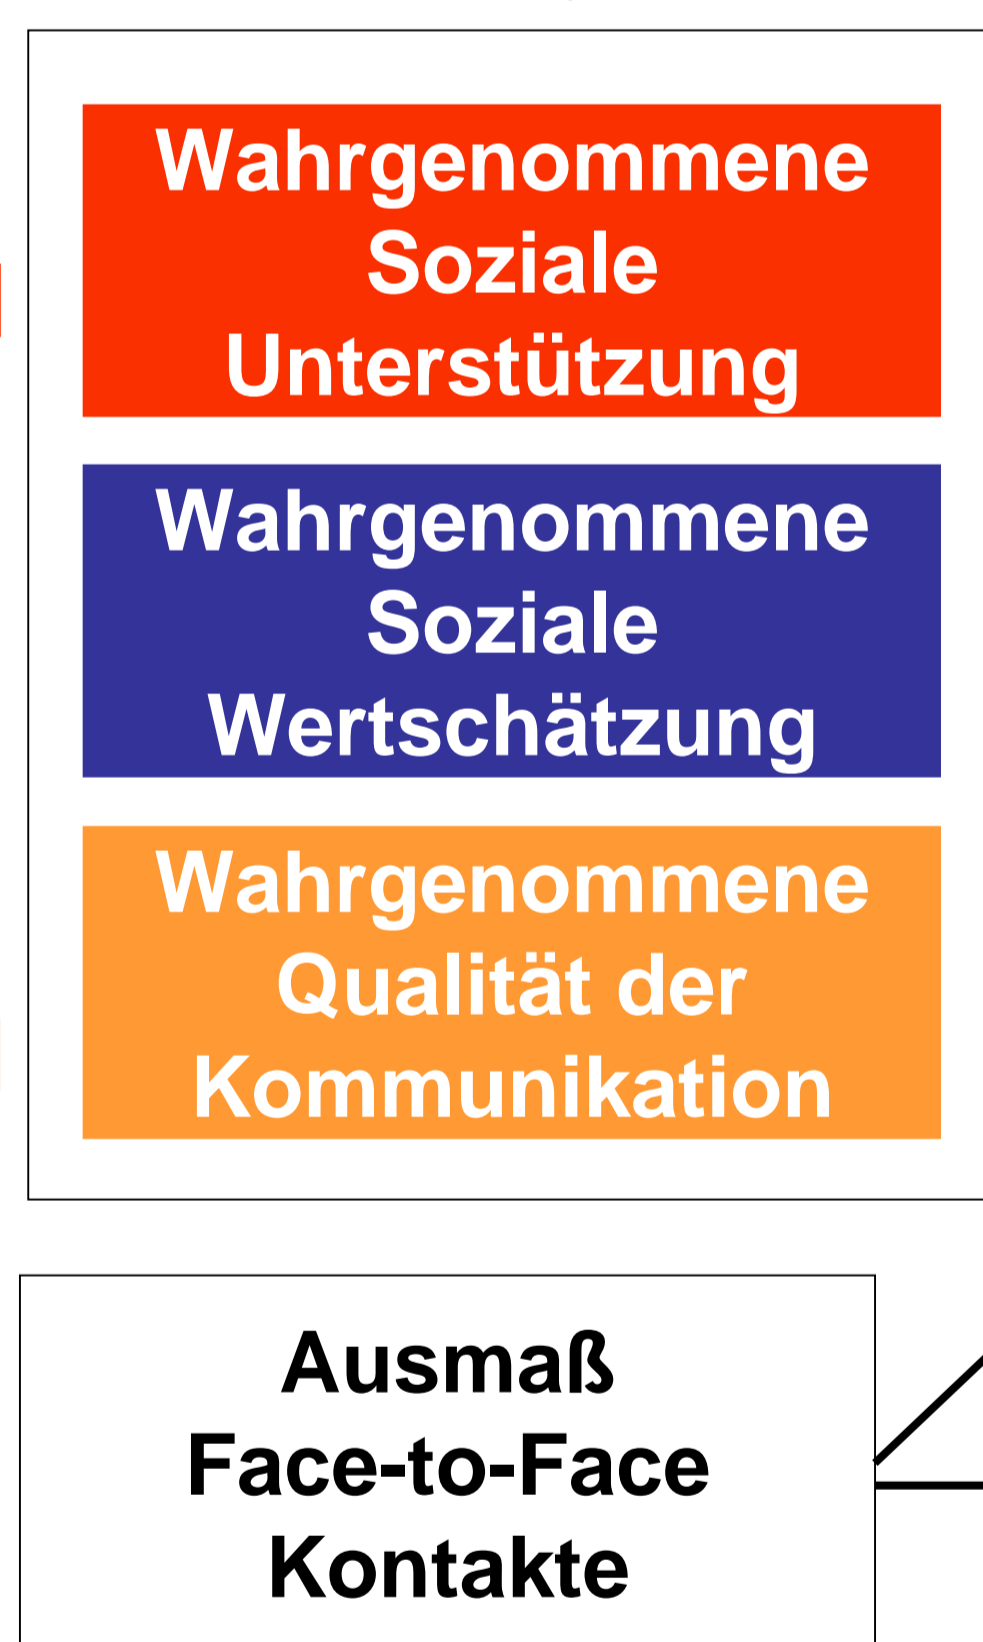 Wahrgenommene
Soziale
Unterstützung
Wahrgenommene
Soziale
Wertschätzung
Wahrgenommene
Qualität der
Kommunikation
Ausmaß
Face-to-Face
Kontakte